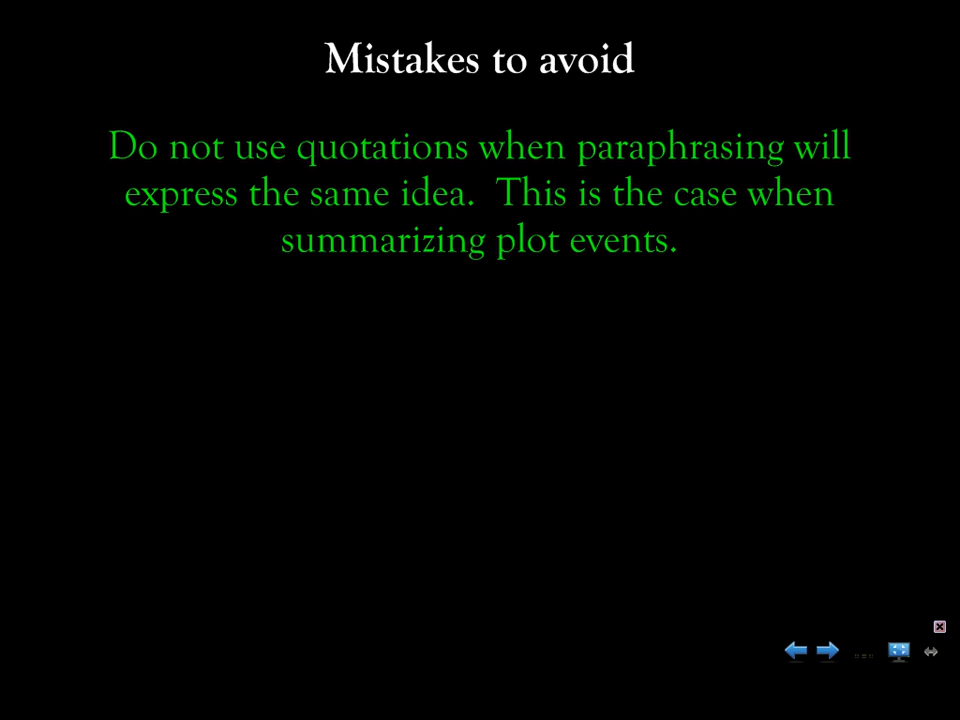 Mistakes to avoid
Do not use quotations when paraphrasing will
express the same idea.  This is the case when
summarizing plot events.